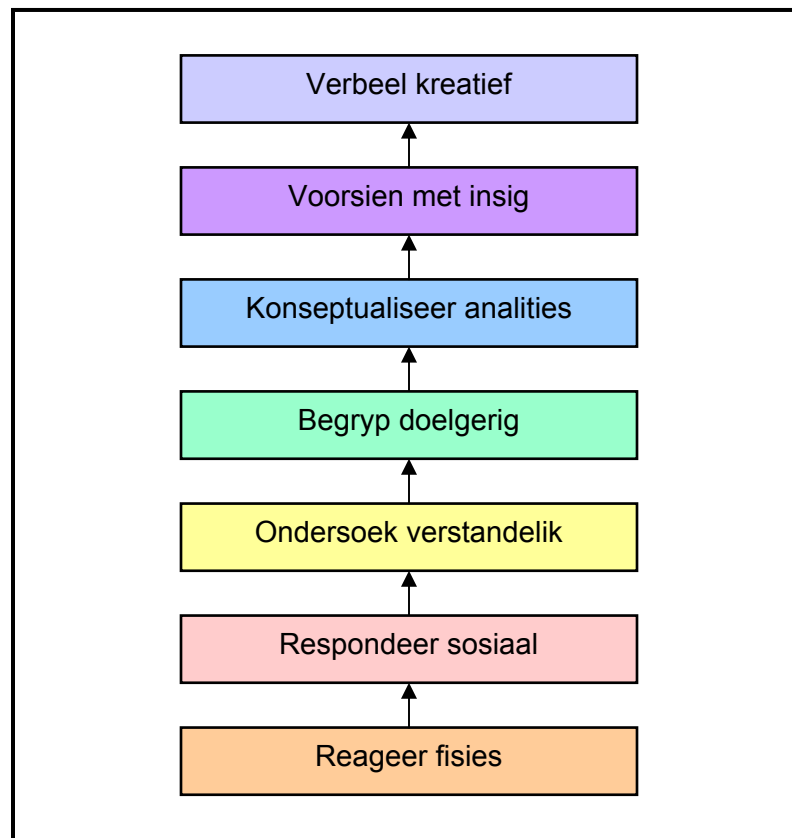 Verbeel kreatief
Voorsien met insig
Konseptualiseer analities
Begryp doelgerig
Ondersoek verstandelik
Respondeer sosiaal
Reageer fisies